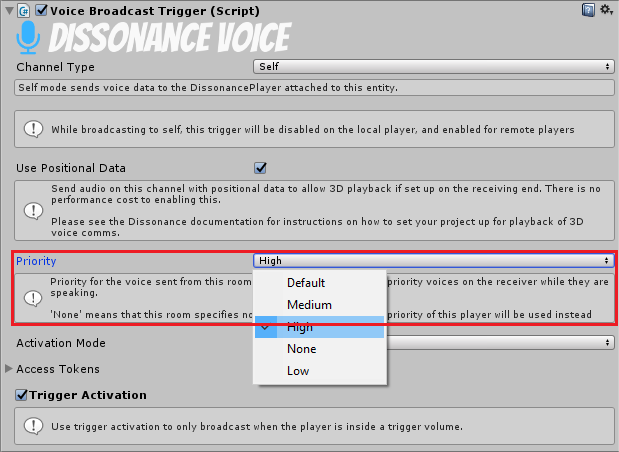 Voice Broadcast Trigger (Script)
DISSONANCE VOICE
Channel Type
Self
Self mode sends voice data to the DissonancePlayer attached to this entity.
While broadcasting to self, this trigger will be disabled on the local player, and enabled for remote players
Use Positional Data
Send audio on this channel with positional data to allow 3D playback if set up on the receiving end. There is no
performance cost to enabling this.
Please see the Dissonance documentation for instructions on how to set your project up for playback of 3D
voice comms.
Priority
High
Priority for the voice sent from this room
priority voices on the receiver while they are
speaking.
'None' means that this room specifies no
priority of this player will be used instead
Default
Medium
High
None
Low
Activation Mode
Access Tokens
Trigger Activation
Use trigger activation to only broadcast when the player is inside a trigger volume.